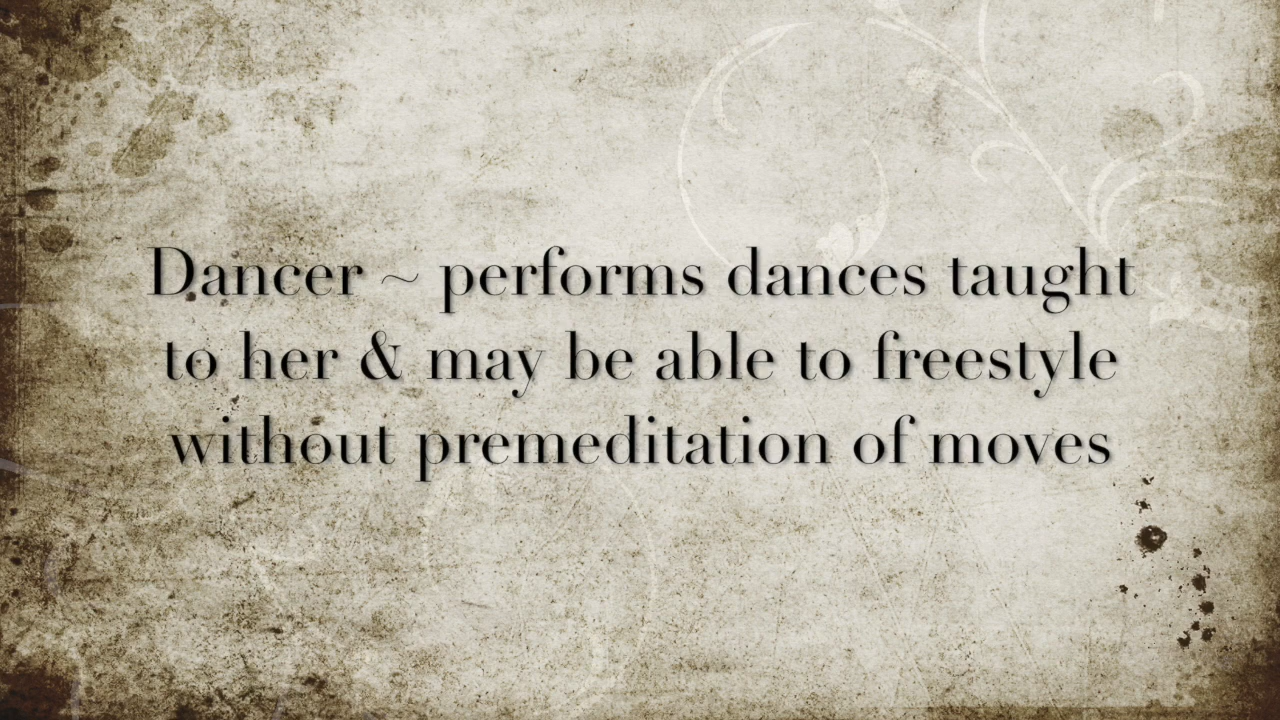 Dancer ~ performs dances taught
to her & may be able to freestyle
without premeditation of moves